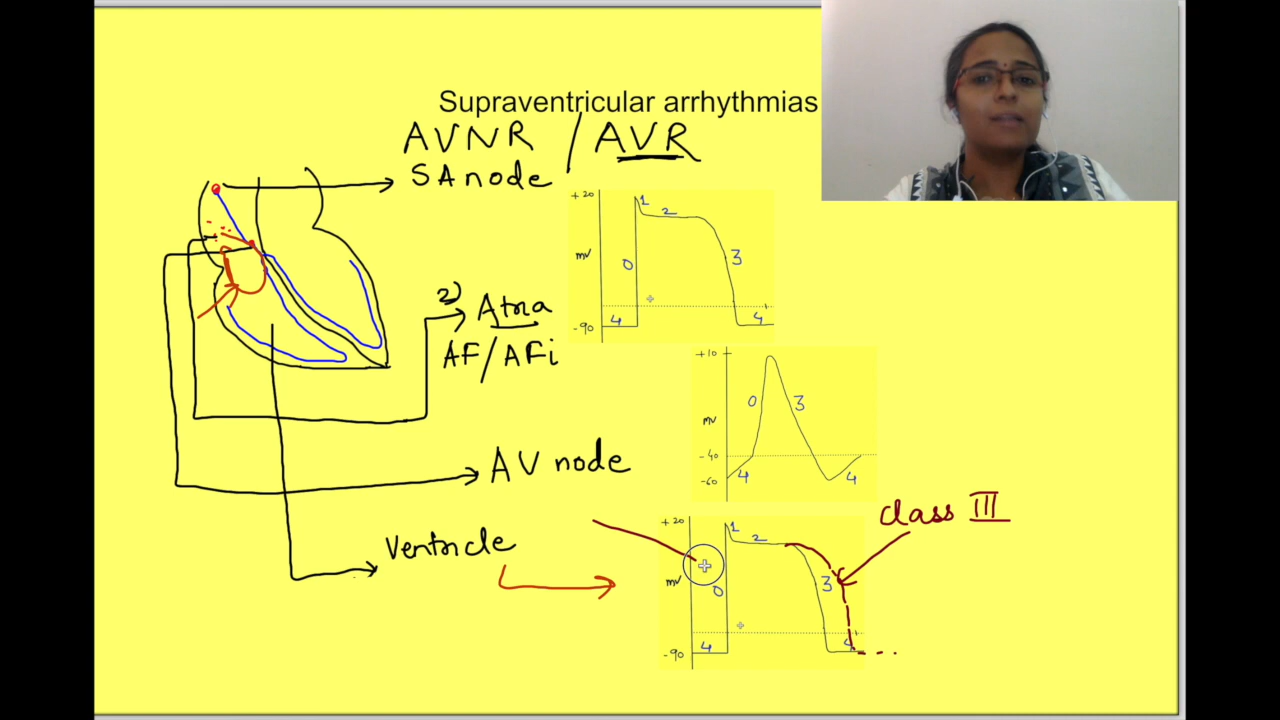 Supraventricular arrhythmias
AVNR / AVR
SA node
+20
1
2
mV
0
3
-90
4
4
2) Atria
AF/AFi
+10
0
3
mV
-40
-60
4
4
AV node
class III
Ventricle
+20
1
2
mV
0
3
-90
4
4